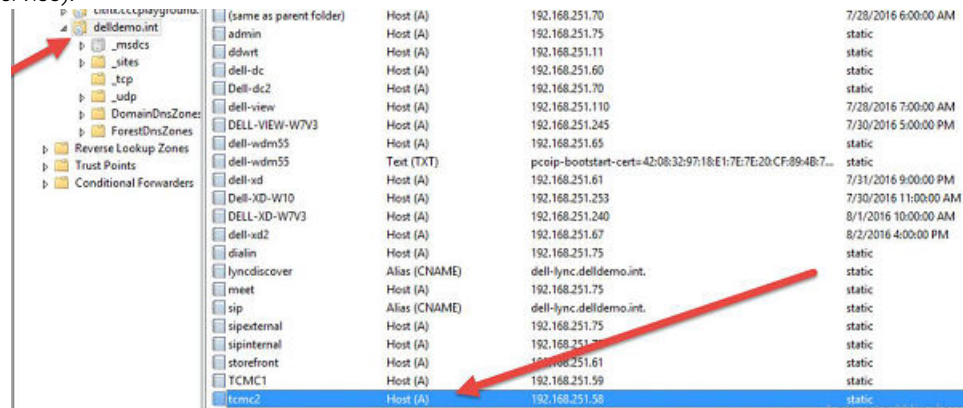 delldemo.int
_msdcs
_sites
_tcp
_udp
DomainDnsZones
ForestDnsZones
Reverse Lookup Zones
Trust Points
Conditional Forwarders
(same as parent folder) Host (A) 192.168.251.70 7/28/2016 6:00:00 AM
admin Host (A) 192.168.251.75 static
ddwrt Host (A) 192.168.251.11 static
dell-dc Host (A) 192.168.251.60 static
Dell-dc2 Host (A) 192.168.251.70 static
dell-view Host (A) 192.168.251.110 7/28/2016 7:00:00 AM
DELL-VIEW-W7V3 Host (A) 192.168.251.245 7/30/2016 5:00:00 PM
dell-wdm55 Host (A) 192.168.251.65 static
dell-wdm55 Text (TXT) pcoip-bootstart-cert=42:08:32:97:18:E1:7E:7E:20:CF:89:4B:7... static
dell-xd Host (A) 192.168.251.61 7/31/2016 9:00:00 PM
Dell-XD-W10 Host (A) 192.168.251.253 7/30/2016 11:00:00 AM
DELL-XD-W7V3 Host (A) 192.168.251.240 8/1/2016 10:00:00 AM
dell-xd2 Host (A) 192.168.251.67 8/2/2016 4:00:00 PM
dialin Host (A) 192.168.251.75 static
lyncdiscover Alias (CNAME) dell-lync.delldemo.int. static
meet Host (A) 192.168.251.75 static
sip Alias (CNAME) dell-lync.delldemo.int. static
sipexternal Host (A) 192.168.251.75 static
sipinternal Host (A) static
storefront Host (A) 192.168.251.61 static
TCMC1 Host (A) 192.168.251.59 static
tcmc2 Host (A) 192.168.251.58 static